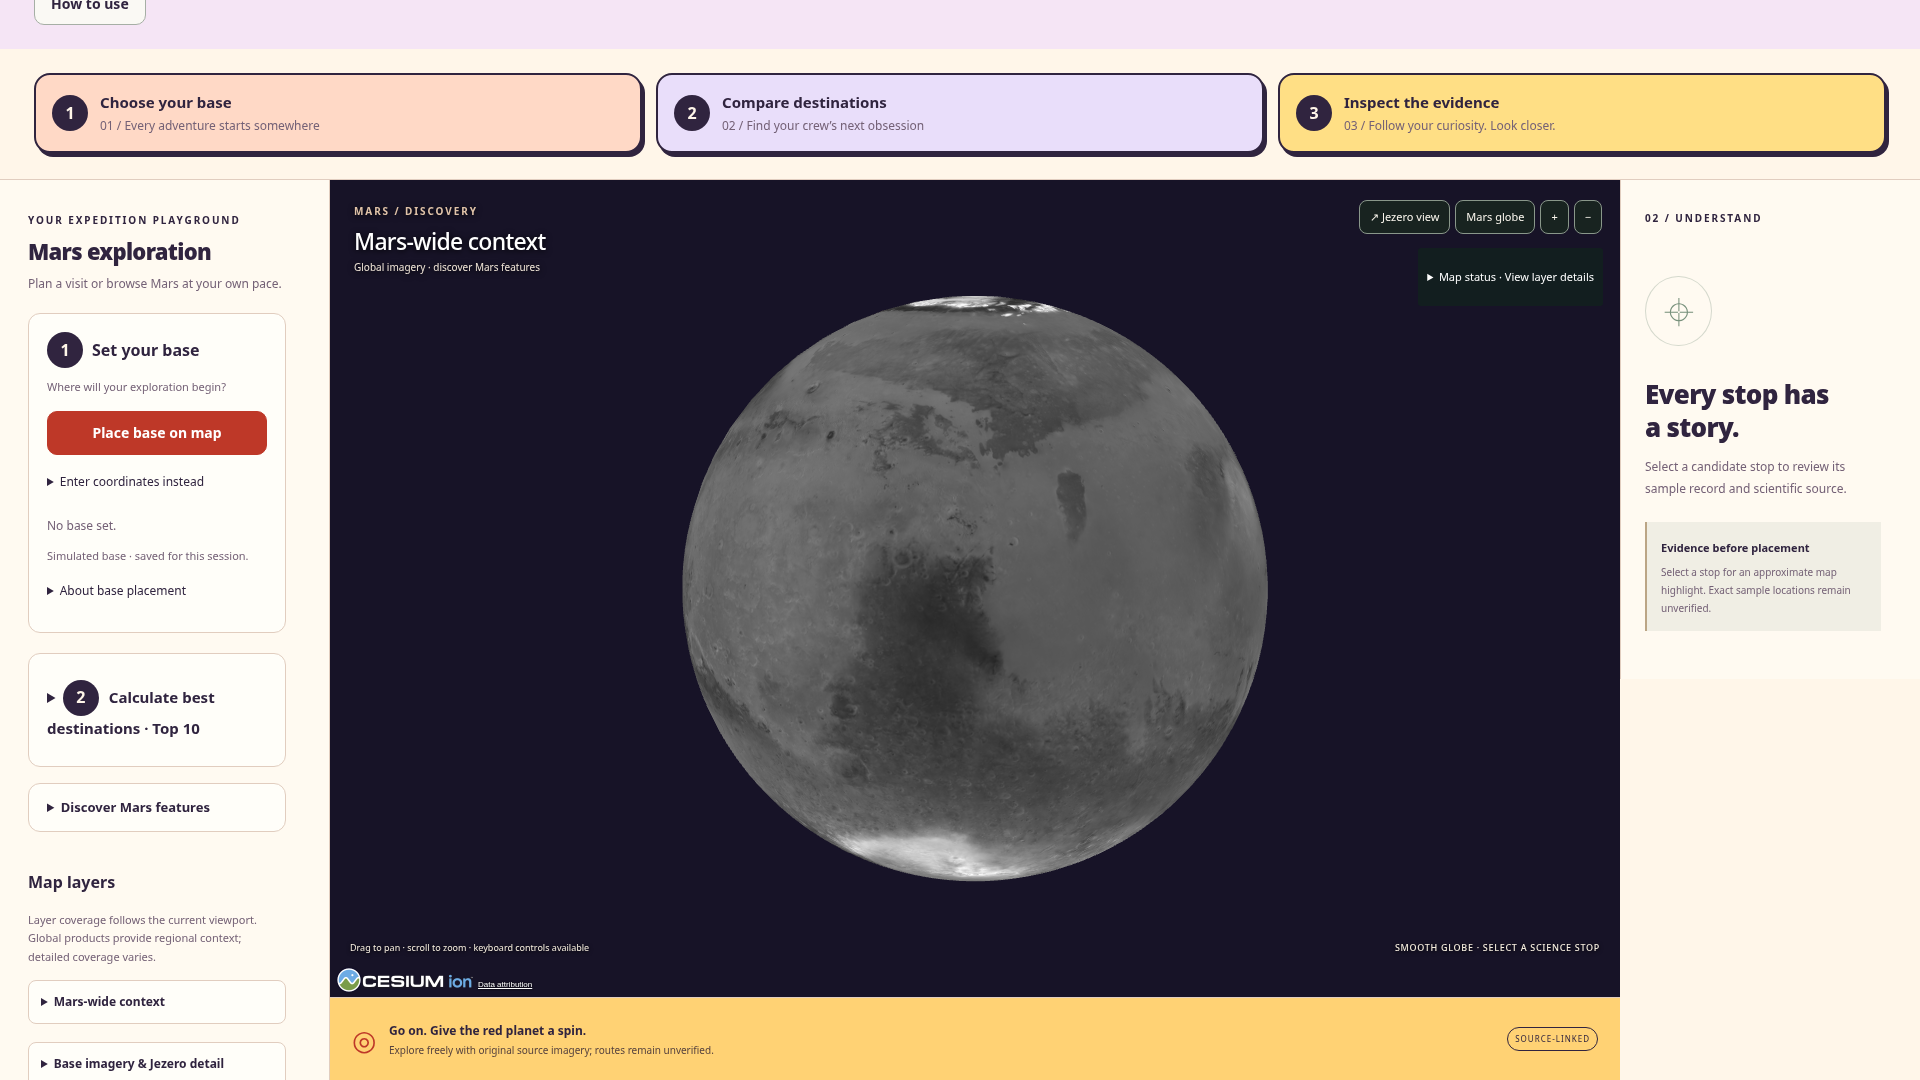 How to use
1
Choose your base
01 / Every adventure starts somewhere
2
Compare destinations
02 / Find your crew’s next obsession
3
Inspect the evidence
03 / Follow your curiosity. Look closer.
YOUR EXPEDITION PLAYGROUND
Mars exploration
Plan a visit or browse Mars at your own pace.
1 Set your base
Where will your exploration begin?
Place base on map
Enter coordinates instead
No base set.
Simulated base · saved for this session.
About base placement
2 Calculate best
destinations · Top 10
Discover Mars features
Map layers
Layer coverage follows the current viewport.
Global products provide regional context;
detailed coverage varies.
Mars-wide context
Base imagery & Jezero detail
MARS / DISCOVERY
Mars-wide context
Global imagery · discover Mars features
↗ Jezero view
Mars globe
+
−
Map status · View layer details
Drag to pan · scroll to zoom · keyboard controls available
SMOOTH GLOBE · SELECT A SCIENCE STOP
CESIUM ion
Data attribution
Go on. Give the red planet a spin.
Explore freely with original source imagery; routes remain unverified.
SOURCE-LINKED
02 / UNDERSTAND
Every stop has
a story.
Select a candidate stop to review its
sample record and scientific source.
Evidence before placement
Select a stop for an approximate map
highlight. Exact sample locations remain
unverified.